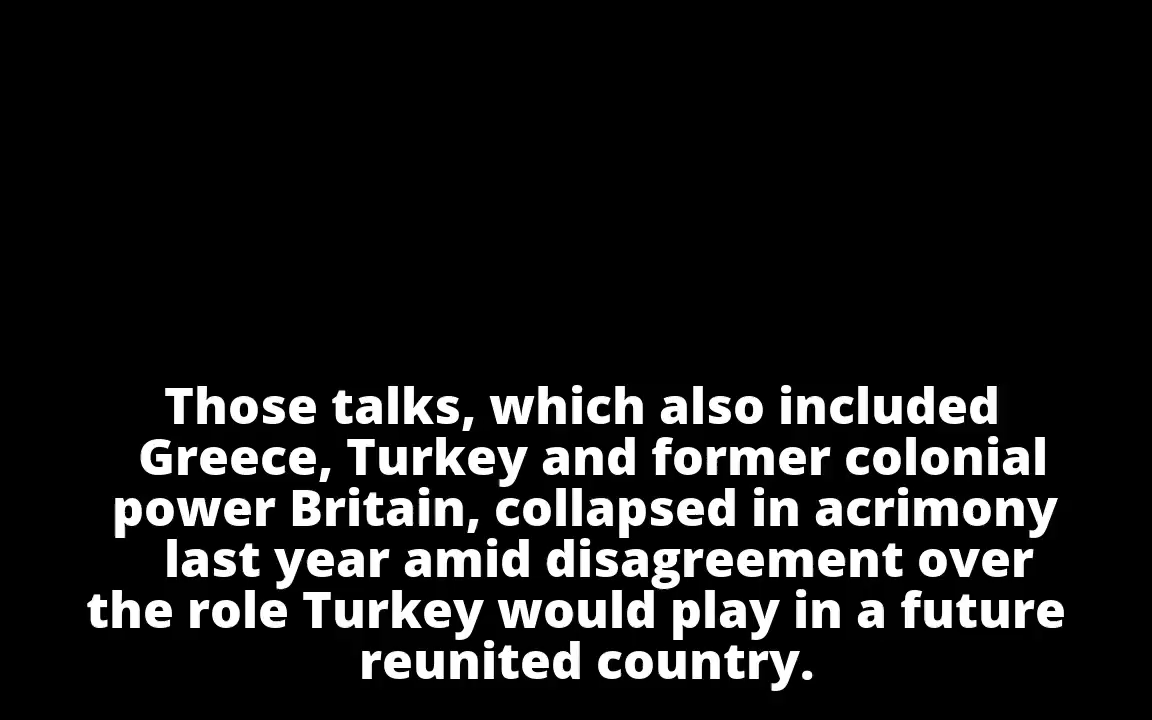 Those talks, which also included
Greece, Turkey and former colonial
power Britain, collapsed in acrimony
last year amid disagreement over
the role Turkey would play in a future
reunited country.